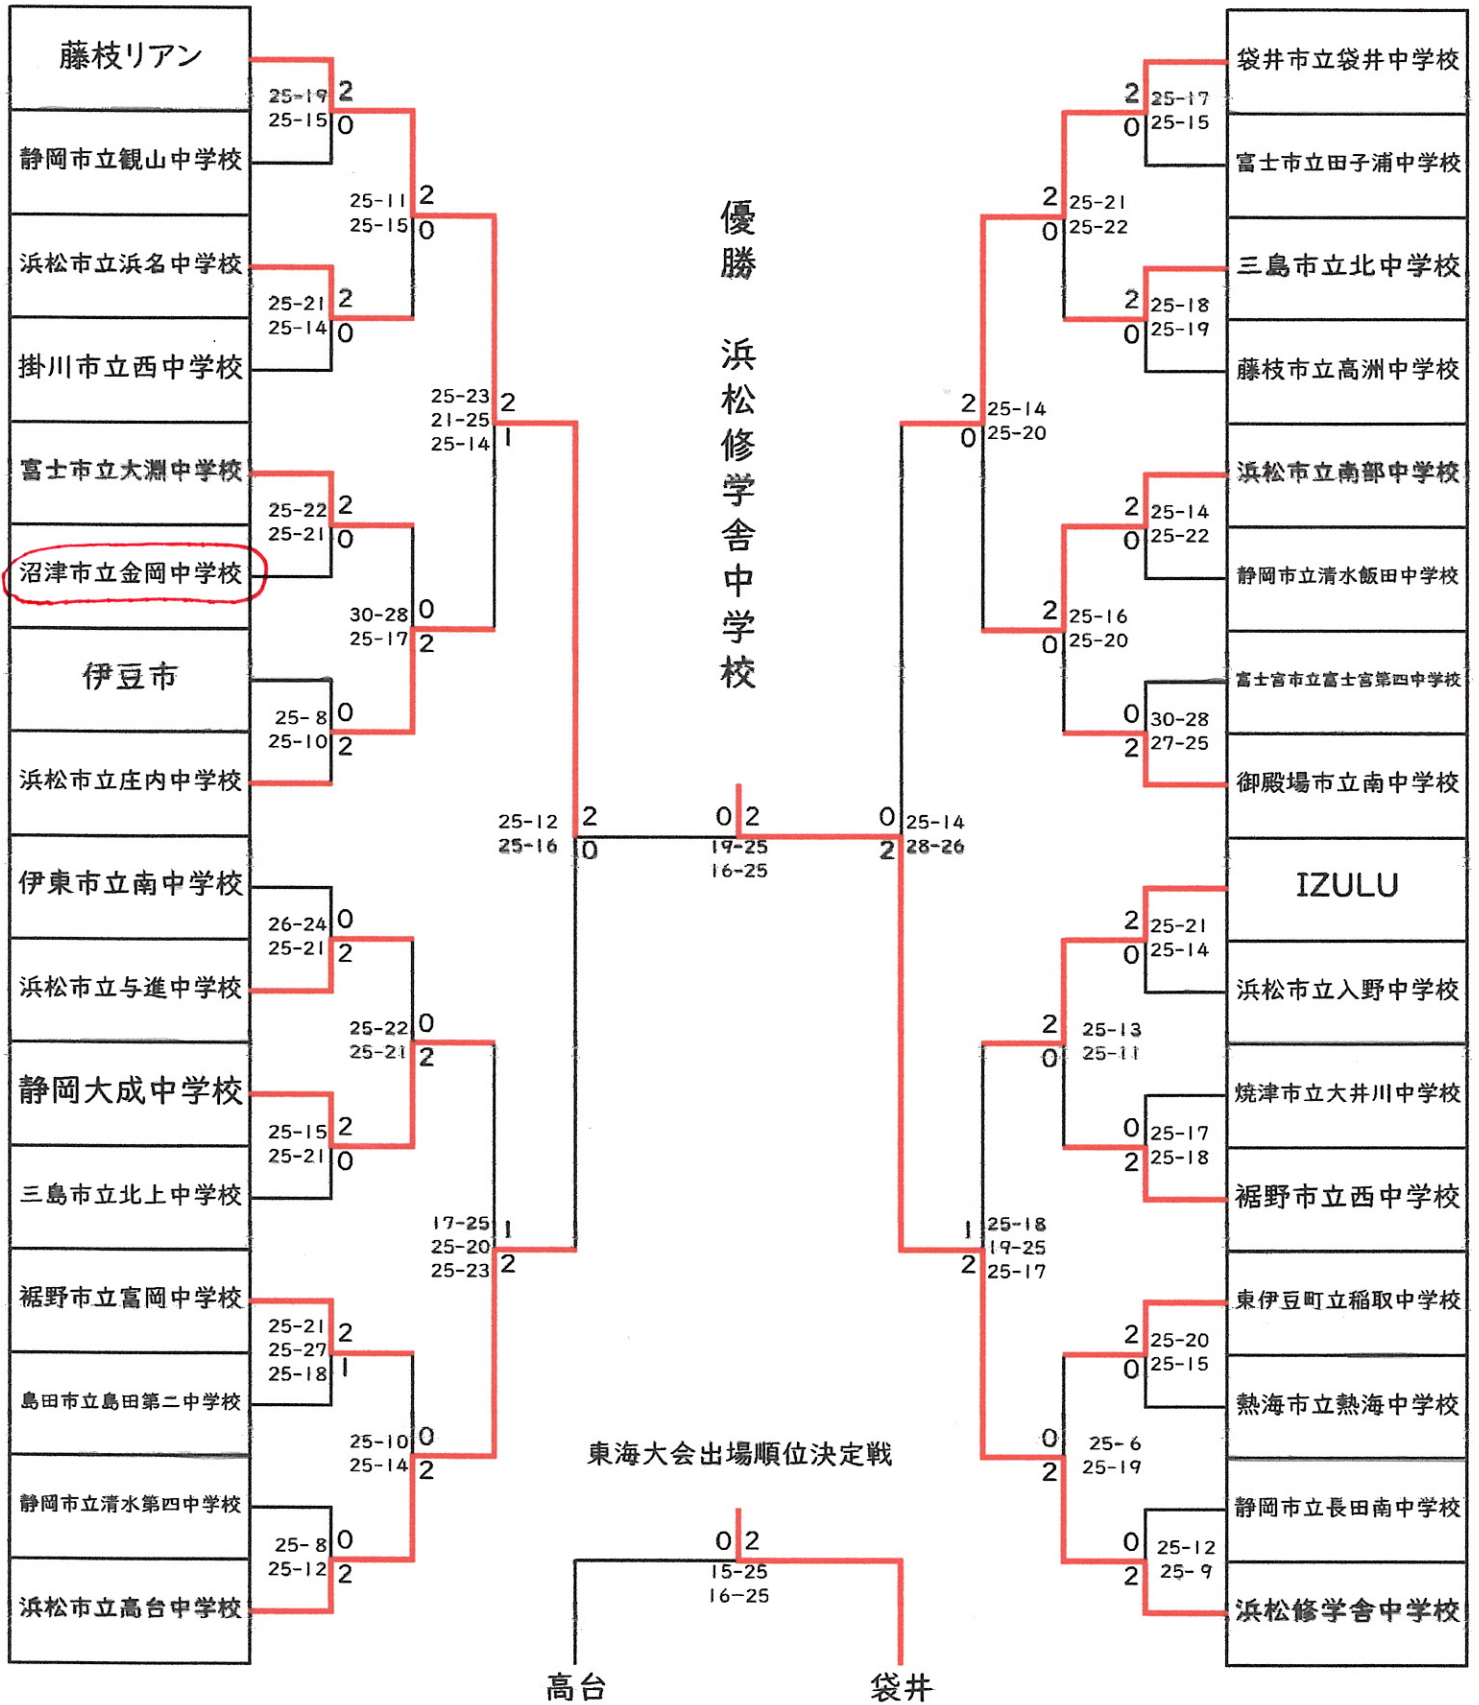 藤枝リアン
25-19 2
25-15 0
静岡市立観山中学校
25-11 2
25-15 0
浜松市立浜名中学校
25-21 2
25-14 0
掛川市立西中学校
25-23 2
21-25
25-14 1
富士市立大淵中学校
25-22 2
25-21 0
沼津市立金岡中学校
30-28 0
25-17 2
伊豆市
25-8 0
25-10 2
浜松市立庄内中学校
25-12 2
25-16 0
伊東市立南中学校
26-24 0
25-21 2
浜松市立与進中学校
25-22 0
25-21 2
静岡大成中学校
25-15 2
25-21 0
三島市立北上中学校
17-25 1
25-20
25-23 2
裾野市立富岡中学校
25-21 2
25-27
25-18 1
島田市立島田第二中学校
25-10 0
25-14 2
静岡市立清水第四中学校
25-8 0
25-12 2
浜松市立高台中学校
優勝 浜松修学舎中学校
0 2
19-25
16-25
東海大会出場順位決定戦
0 2
15-25
16-25
高台 袋井
袋井市立袋井中学校
2 25-17
0 25-15
富士市立田子浦中学校
2 25-21
0 25-22
三島市立北中学校
2 25-18
0 25-19
藤枝市立高洲中学校
2 25-14
0 25-20
浜松市立南部中学校
2 25-14
0 25-22
静岡市立清水飯田中学校
2 25-16
0 25-20
富士宮市立富士宮第四中学校
0 30-28
2 27-25
御殿場市立南中学校
0 25-14
2 28-26
IZULU
2 25-21
0 25-14
浜松市立入野中学校
2 25-13
0 25-11
焼津市立大井川中学校
0 25-17
2 25-18
裾野市立西中学校
1 25-18
19-25
2 25-17
東伊豆町立稲取中学校
2 25-20
0 25-15
熱海市立熱海中学校
0 25-6
2 25-19
静岡市立長田南中学校
0 25-12
2 25-9
浜松修学舎中学校